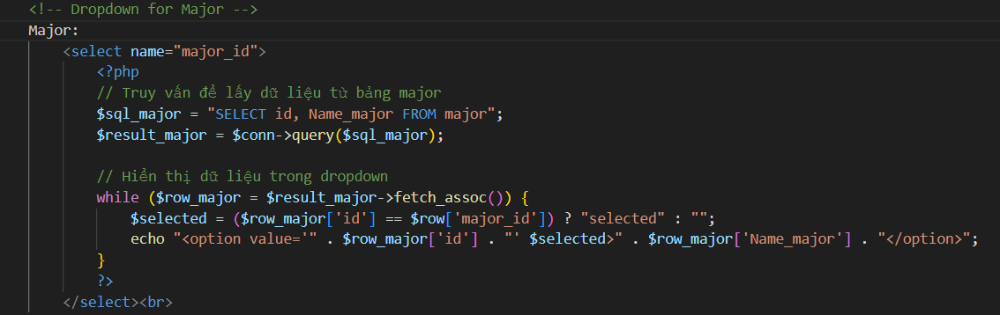 <!-- Dropdown for Major -->
Major:
<select name="major_id">
<?php
// Truy vấn để lấy dữ liệu từ bảng major
$sql_major = "SELECT id, Name_major FROM major";
$result_major = $conn->query($sql_major);
// Hiển thị dữ liệu trong dropdown
while ($row_major = $result_major->fetch_assoc()) {
$selected = ($row_major['id'] == $row['major_id']) ? "selected" : "";
echo "<option value='" . $row_major['id'] . "' $selected>" . $row_major['Name_major'] . "</option>";
}
?>
</select><br>